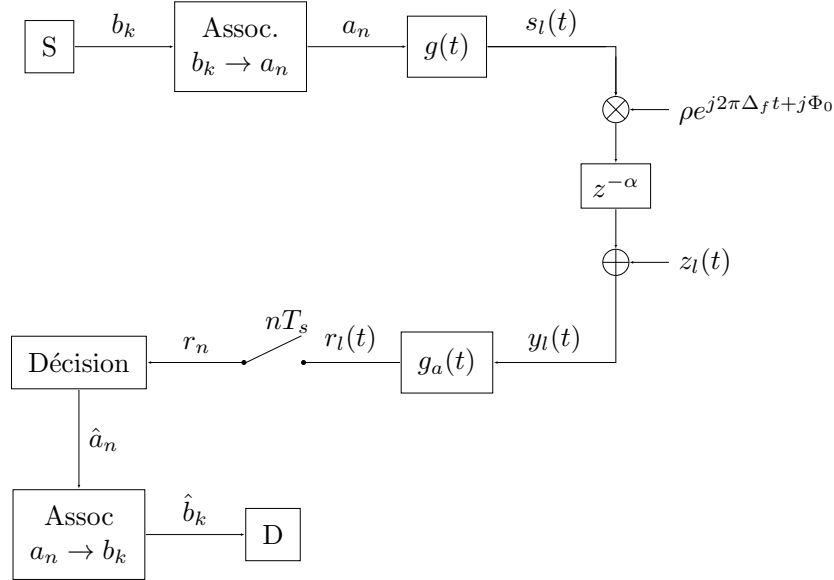 S
b_k
Assoc.
b_k → a_n
a_n
g(t)
s_l(t)
ρe^{j2πΔ_f t+jΦ_0}
z^{−α}
z_l(t)
y_l(t)
g_a(t)
r_l(t)
nT_s
r_n
Décision
â_n
Assoc
a_n → b_k
b̂_k
D